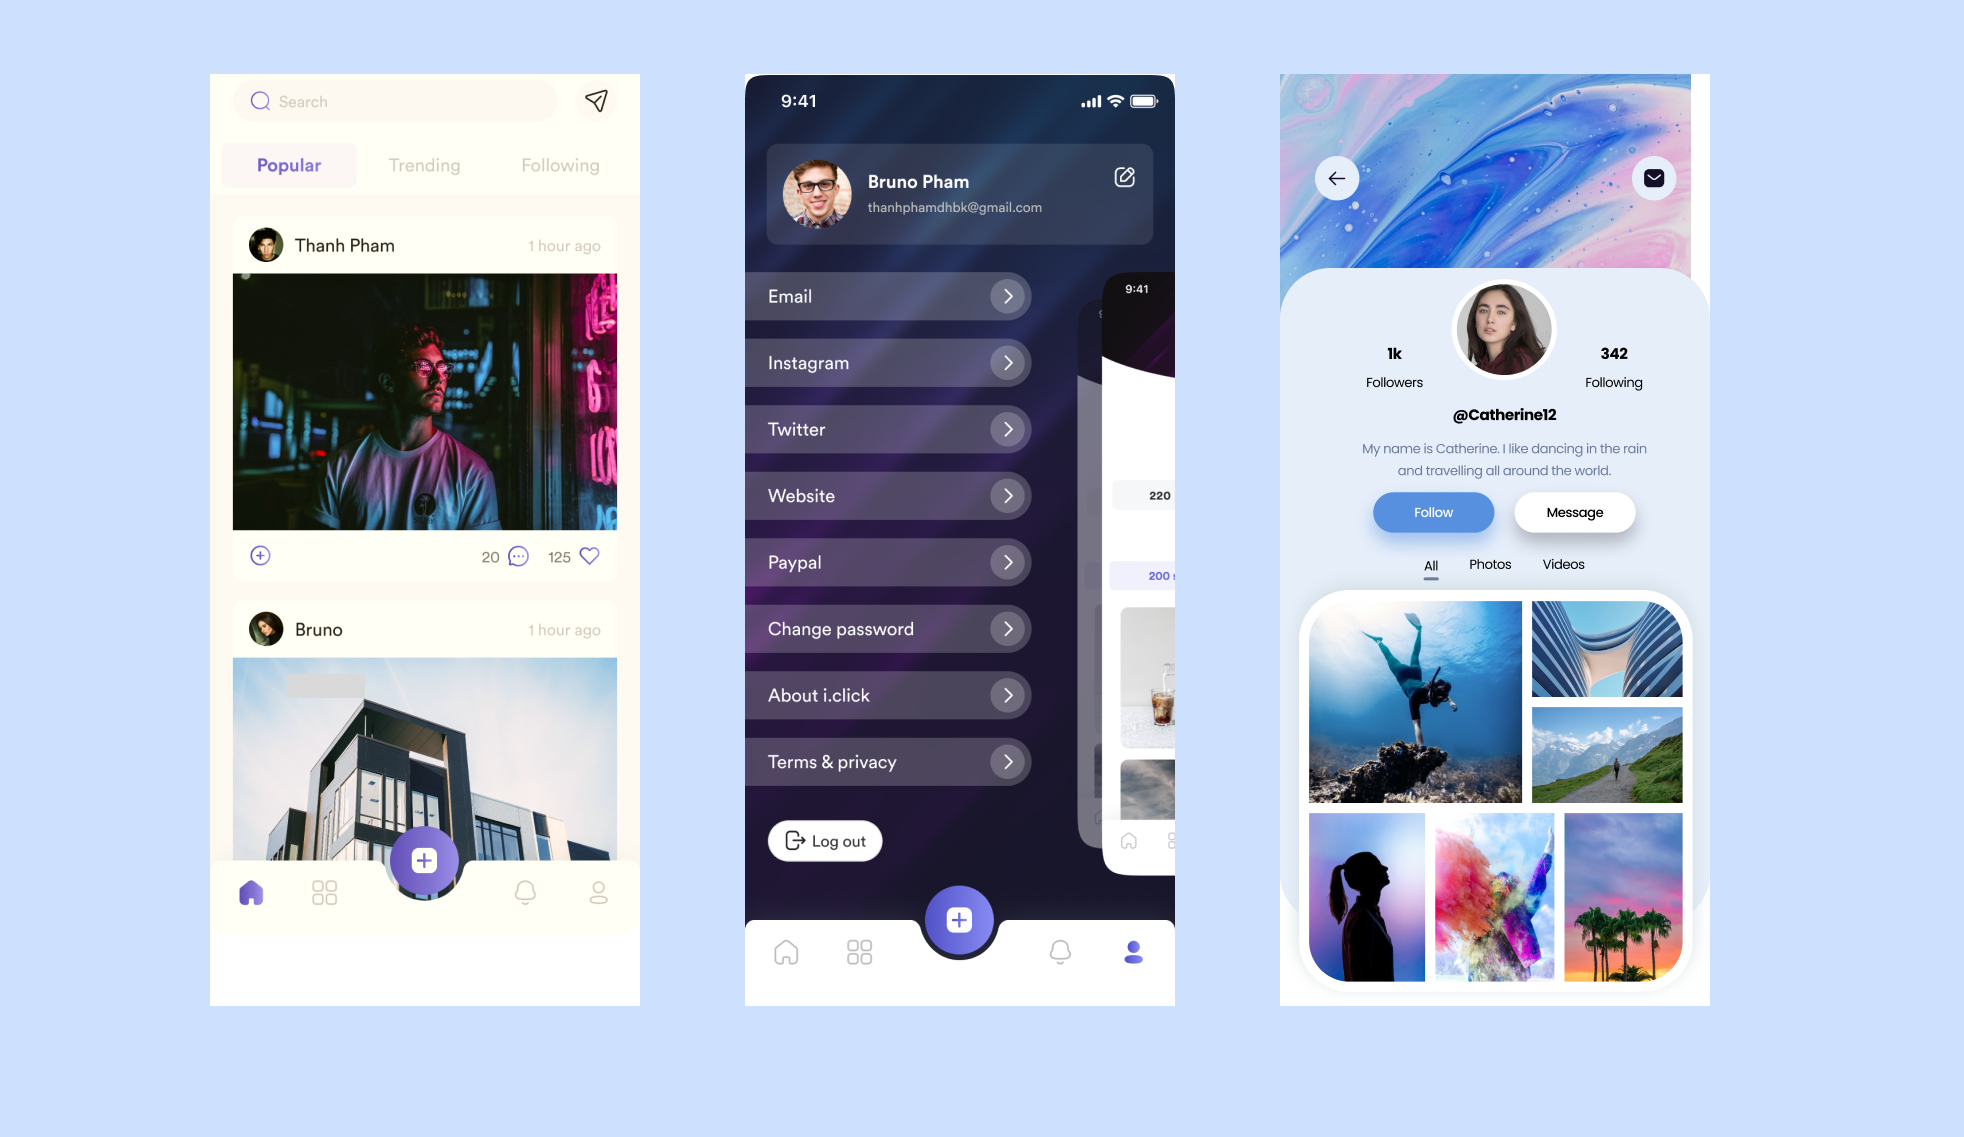 Search
Popular
Trending
Following
Thanh Pham
1 hour ago
20
125
Bruno
1 hour ago
9:41
Bruno Pham
thanhphamdhbk@gmail.com
Email
Instagram
Twitter
Website
Paypal
Change password
About i.click
Terms & privacy
Log out
9:41
220
200 s
1k
Followers
342
Following
@Catherine12
My name is Catherine. I like dancing in the rain
and travelling all around the world.
Follow
Message
All
Photos
Videos